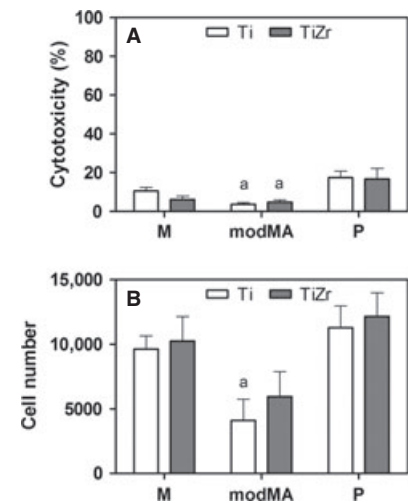 A
Ti TiZr
Cytotoxicity (%)
100
80
60
40
20
0
a a
M modMA P
B
Ti TiZr
Cell number
15,000
10,000
5000
0
a
M modMA P